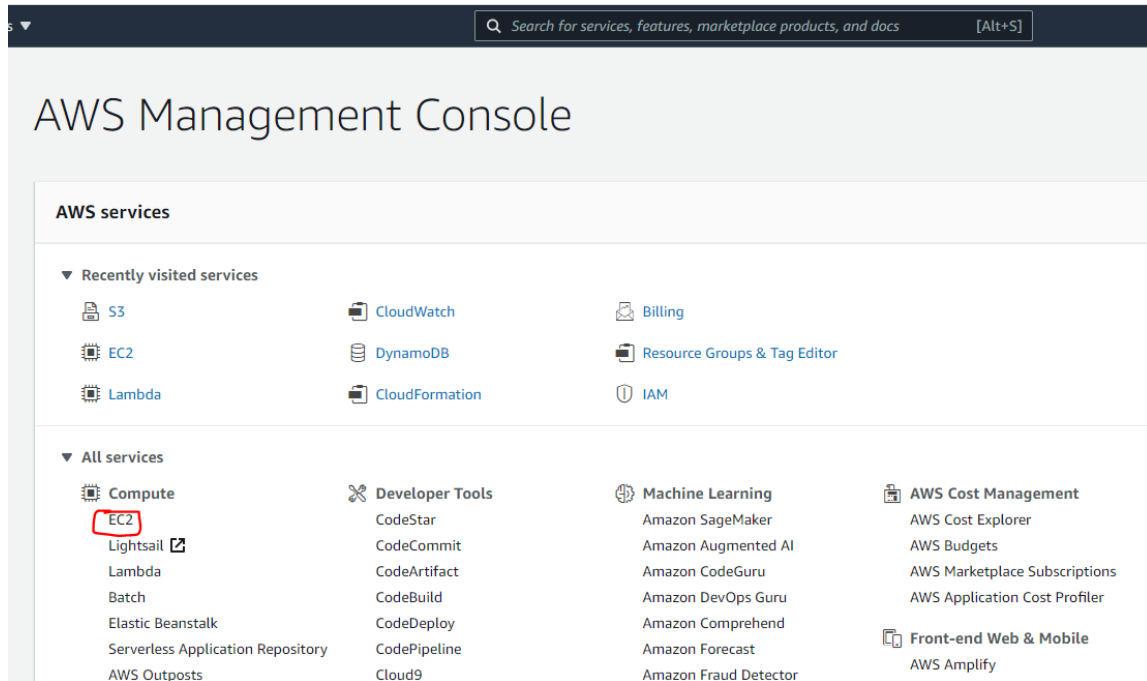 s ▼
Search for services, features, marketplace products, and docs [Alt+S]
AWS Management Console
AWS services
▼ Recently visited services
S3
CloudWatch
Billing
EC2
DynamoDB
Resource Groups & Tag Editor
Lambda
CloudFormation
IAM
▼ All services
Compute
EC2
Lightsail
Lambda
Batch
Elastic Beanstalk
Serverless Application Repository
AWS Outposts
Developer Tools
CodeStar
CodeCommit
CodeArtifact
CodeBuild
CodeDeploy
CodePipeline
Cloud9
Machine Learning
Amazon SageMaker
Amazon Augmented AI
Amazon CodeGuru
Amazon DevOps Guru
Amazon Comprehend
Amazon Forecast
Amazon Fraud Detector
AWS Cost Management
AWS Cost Explorer
AWS Budgets
AWS Marketplace Subscriptions
AWS Application Cost Profiler
Front-end Web & Mobile
AWS Amplify